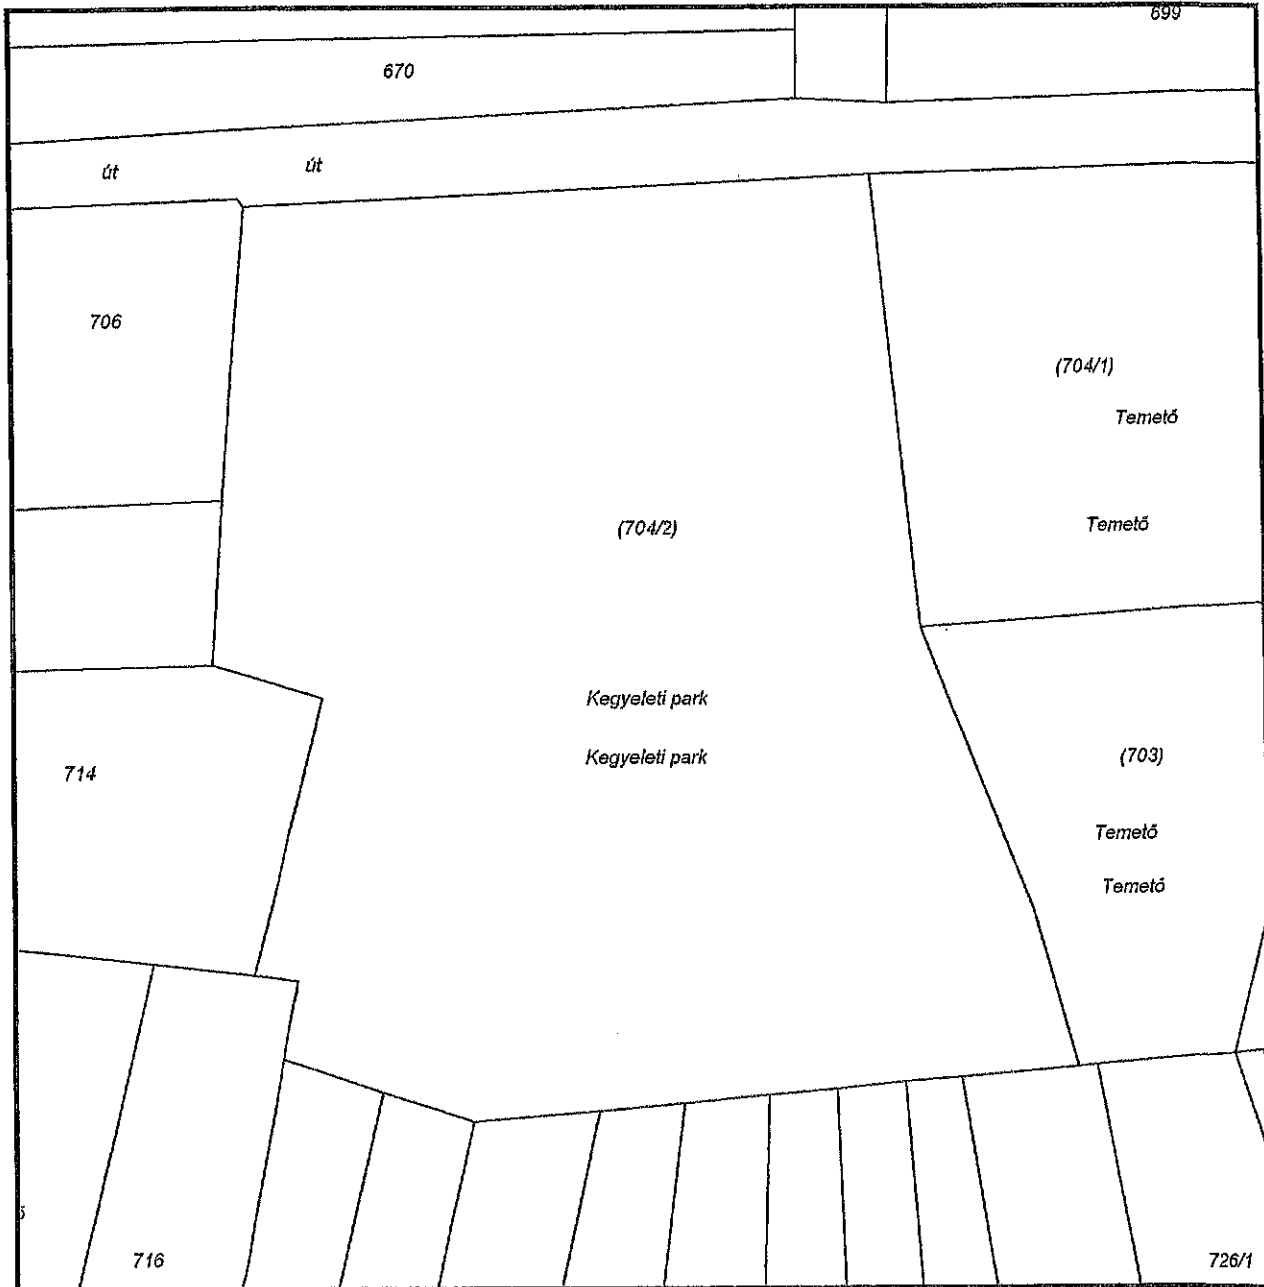 699
670
út
út
706
(704/1)
Temető
Temető
(704/2)
Kegyeleti park
Kegyeleti park
714
(703)
Temető
Temető
716
726/1